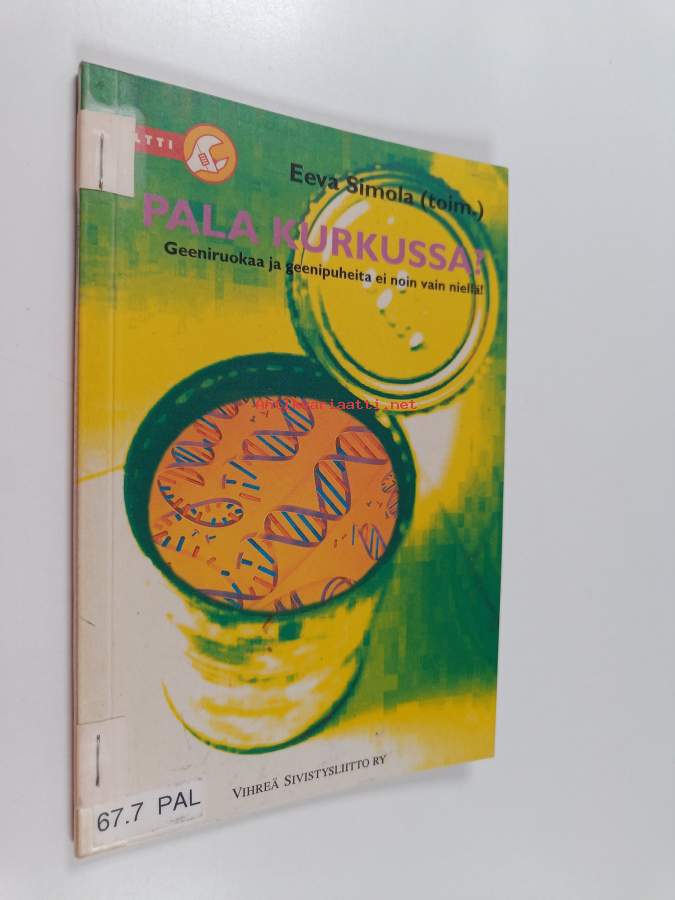 LTTI
Eeva Simola (toim.)
PALA KURKUSSA?
Geeniruokaa ja geenipuheita ei noin vain niellä!
Antikvariaatti.net
VIHREÄ SIVISTYSLIITTO RY
67.7 PAL